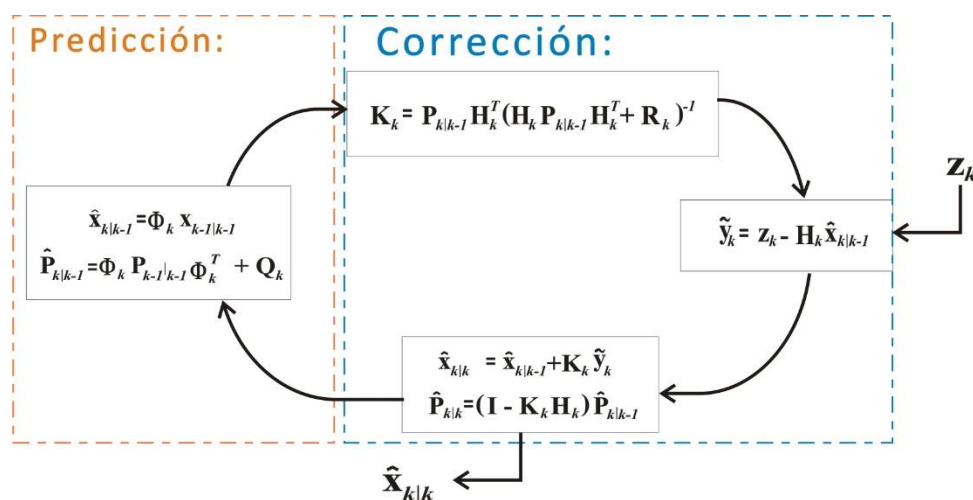 Predicción:
Corrección:
K_k = P_{k|k-1} H_k^T (H_k P_{k|k-1} H_k^T + R_k)^{-1}
z_k
x̂_{k|k-1} = Φ_k x_{k-1|k-1}
P̂_{k|k-1} = Φ_k P_{k-1|k-1} Φ_k^T + Q_k
ỹ_k = z_k - H_k x̂_{k|k-1}
x̂_{k|k} = x̂_{k|k-1} + K_k ỹ_k
P̂_{k|k} = (I - K_k H_k) P̂_{k|k-1}
x̂_{k|k}